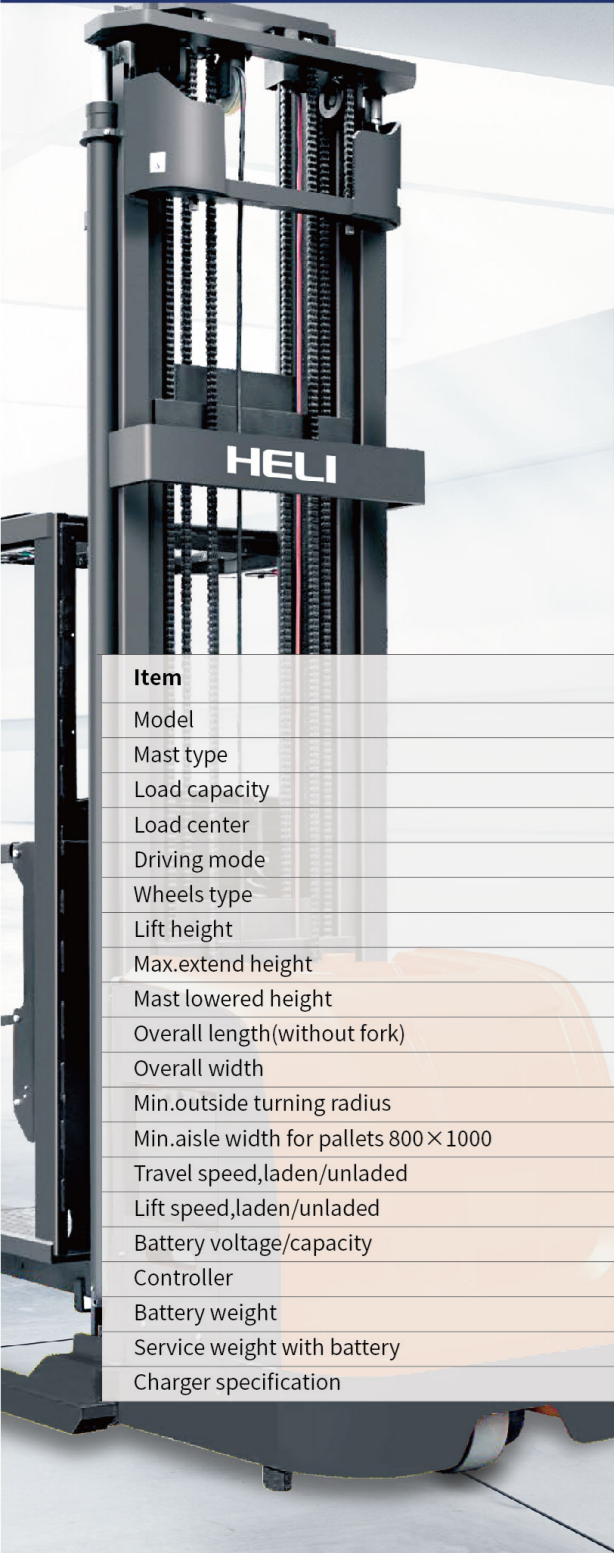 HELI
Item
Model
Mast type
Load capacity
Load center
Driving mode
Wheels type
Lift height
Max.extend height
Mast lowered height
Overall length(without fork)
Overall width
Min.outside turning radius
Min.aisle width for pallets 800×1000
Travel speed,laden/unladed
Lift speed,laden/unladed
Battery voltage/capacity
Controller
Battery weight
Service weight with battery
Charger specification